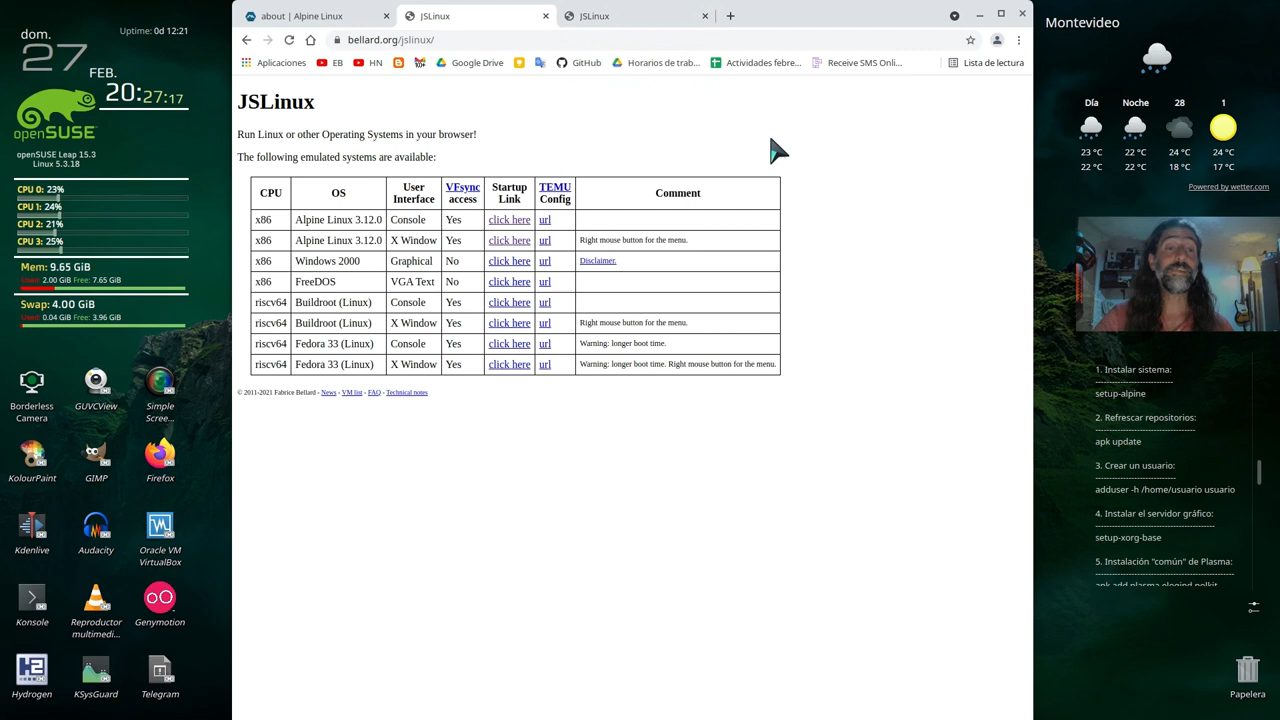 dom.
27
FEB.
20:27:17
Uptime: 0d 12:21
openSUSE
openSUSE Leap 15.3
Linux 5.3.18
CPU 0: 23%
CPU 1: 24%
CPU 2: 21%
CPU 3: 25%
Mem: 9.65 GiB
Used: 2.00 GiB Free: 7.65 GiB
Swap: 4.00 GiB
Used: 0.04 GiB Free: 3.96 GiB
Borderless
Camera
GUVCView
Simple
Scree...
KolourPaint
GIMP
Firefox
Kdenlive
Audacity
Oracle VM
VirtualBox
Konsole
Reproductor
multimedi...
Genymotion
Hydrogen
KSysGuard
Telegram
about | Alpine Linux
JSLinux
JSLinux
bellard.org/jslinux/
Aplicaciones
EB
HN
Google Drive
GitHub
Horarios de trab...
Actividades febre...
Receive SMS Onli...
Lista de lectura
JSLinux
Run Linux or other Operating Systems in your browser!
The following emulated systems are available:
CPU OS User Interface VFsync access Startup Link TEMU Config Comment
x86 Alpine Linux 3.12.0 Console Yes click here url
x86 Alpine Linux 3.12.0 X Window Yes click here url Right mouse button for the menu.
x86 Windows 2000 Graphical No click here url Disclaimer.
x86 FreeDOS VGA Text No click here url
riscv64 Buildroot (Linux) Console Yes click here url
riscv64 Buildroot (Linux) X Window Yes click here url Right mouse button for the menu.
riscv64 Fedora 33 (Linux) Console Yes click here url Warning: longer boot time.
riscv64 Fedora 33 (Linux) X Window Yes click here url Warning: longer boot time. Right mouse button for the menu.
© 2011-2021 Fabrice Bellard - News - VM list - FAQ - Technical notes
Montevideo
Día Noche 28 1
23 °C 22 °C 24 °C 24 °C
22 °C 22 °C 18 °C 17 °C
Powered by wetter.com
1. Instalar sistema:
--------------------------
setup-alpine
2. Refrescar repositorios:
---------------------------------
apk update
3. Crear un usuario:
---------------------------
adduser -h /home/usuario usuario
4. Instalar el servidor gráfico:
----------------------------------------
setup-xorg-base
5. Instalación "común" de Plasma:
----------------------------------------------
apk add plasma elogind polkit
Papelera